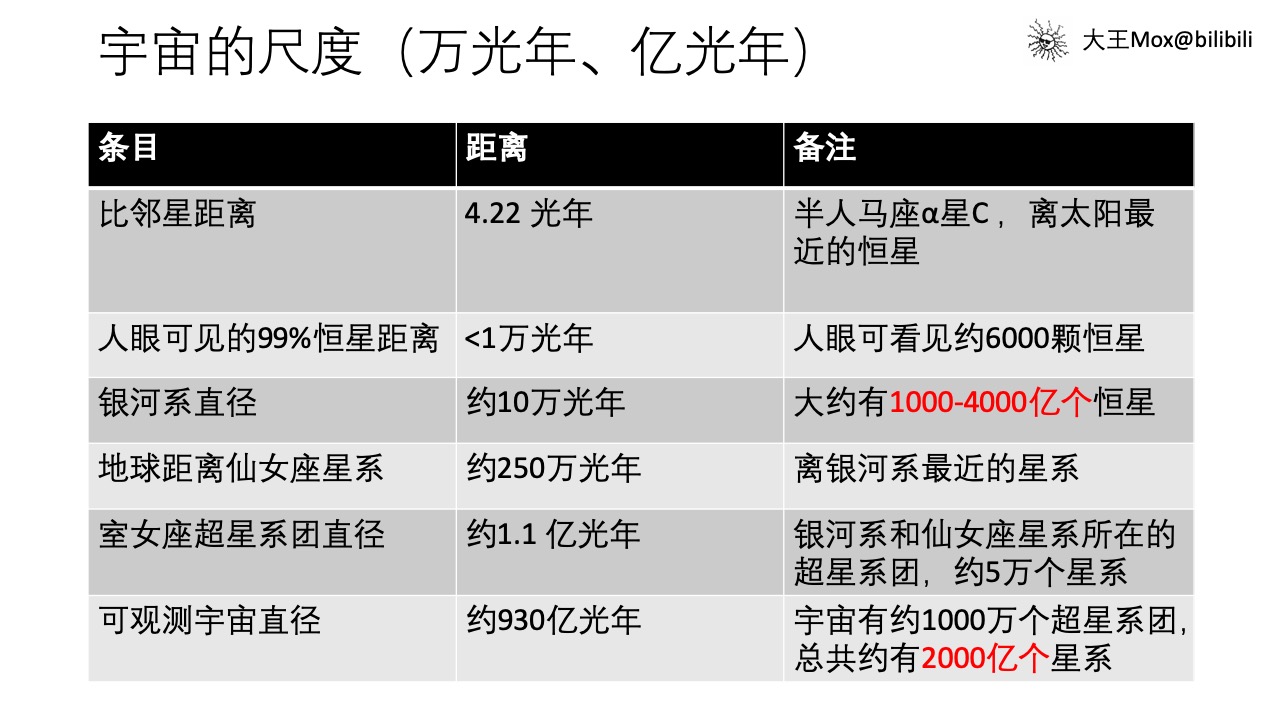 宇宙的尺度（万光年、亿光年）
大王Mox@bilibili
条目 距离 备注
比邻星距离 4.22 光年 半人马座α星C， 离太阳最
近的恒星
人眼可见的99%恒星距离 <1万光年 人眼可看见约6000颗恒星
银河系直径 约10万光年 大约有1000-4000亿个恒星
地球距离仙女座星系 约250万光年 离银河系最近的星系
室女座超星系团直径 约1.1 亿光年 银河系和仙女座星系所在的
超星系团，约5万个星系
可观测宇宙直径 约930亿光年 宇宙有约1000万个超星系团,
总共约有2000亿个星系